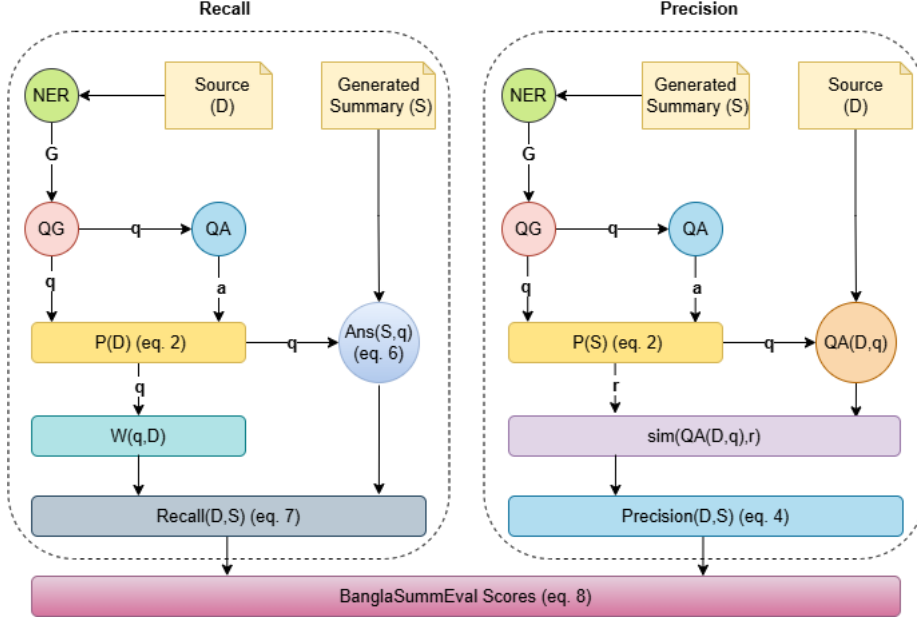 Recall
Precision
NER
Source
(D)
Generated
Summary (S)
G
QG
q
QA
q
a
P(D) (eq. 2)
q
Ans(S,q)
(eq. 6)
q
W(q,D)
Recall(D,S) (eq. 7)
NER
Generated
Summary (S)
Source
(D)
G
QG
q
QA
q
a
P(S) (eq. 2)
q
QA(D,q)
r
sim(QA(D,q),r)
Precision(D,S) (eq. 4)
BanglaSummEval Scores (eq. 8)